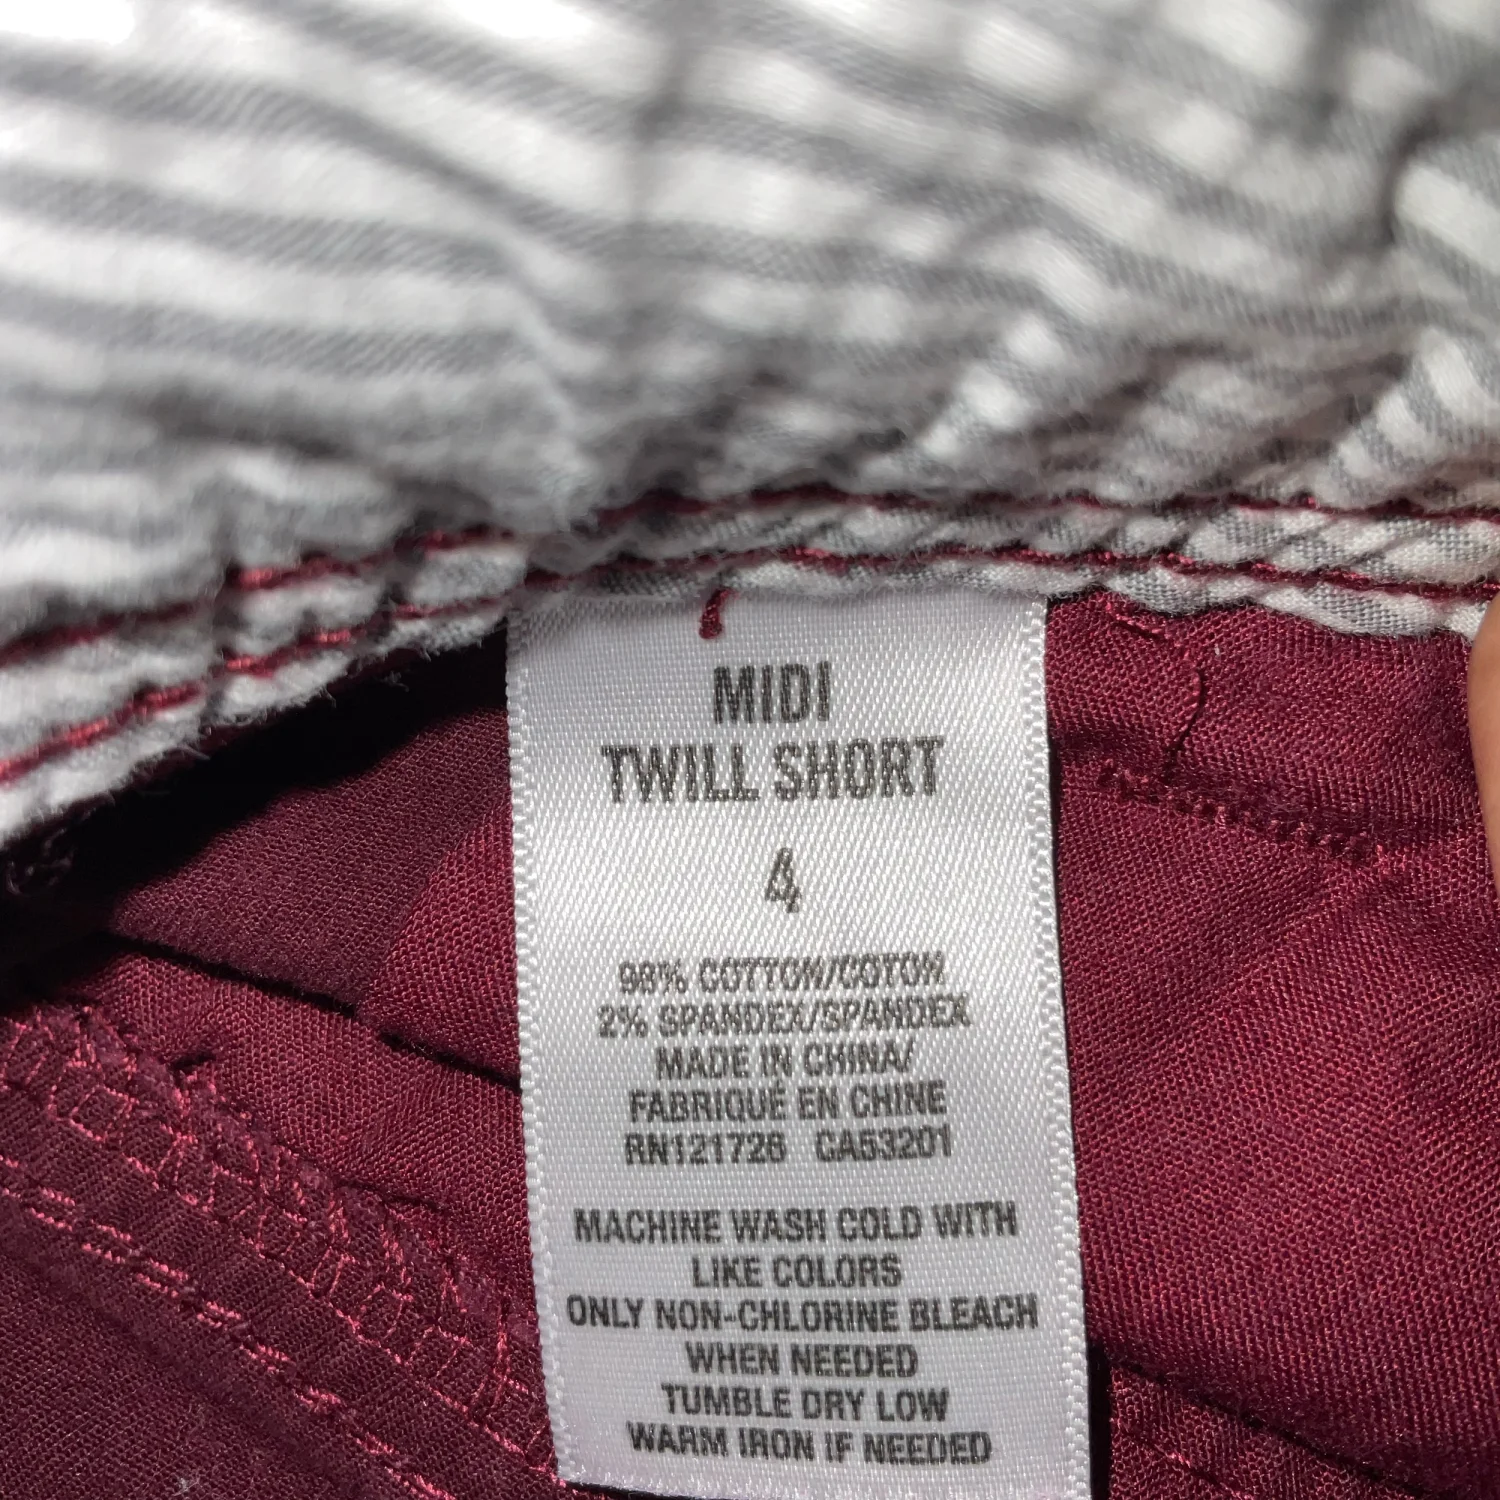 MIDI
TWILL SHORT
4
98% COTTON/COTON
2% SPANDEX/SPANDEX
MADE IN CHINA/
FABRIQUÉ EN CHINE
RN121726 CA53201
MACHINE WASH COLD WITH
LIKE COLORS
ONLY NON-CHLORINE BLEACH
WHEN NEEDED
TUMBLE DRY LOW
WARM IRON IF NEEDED